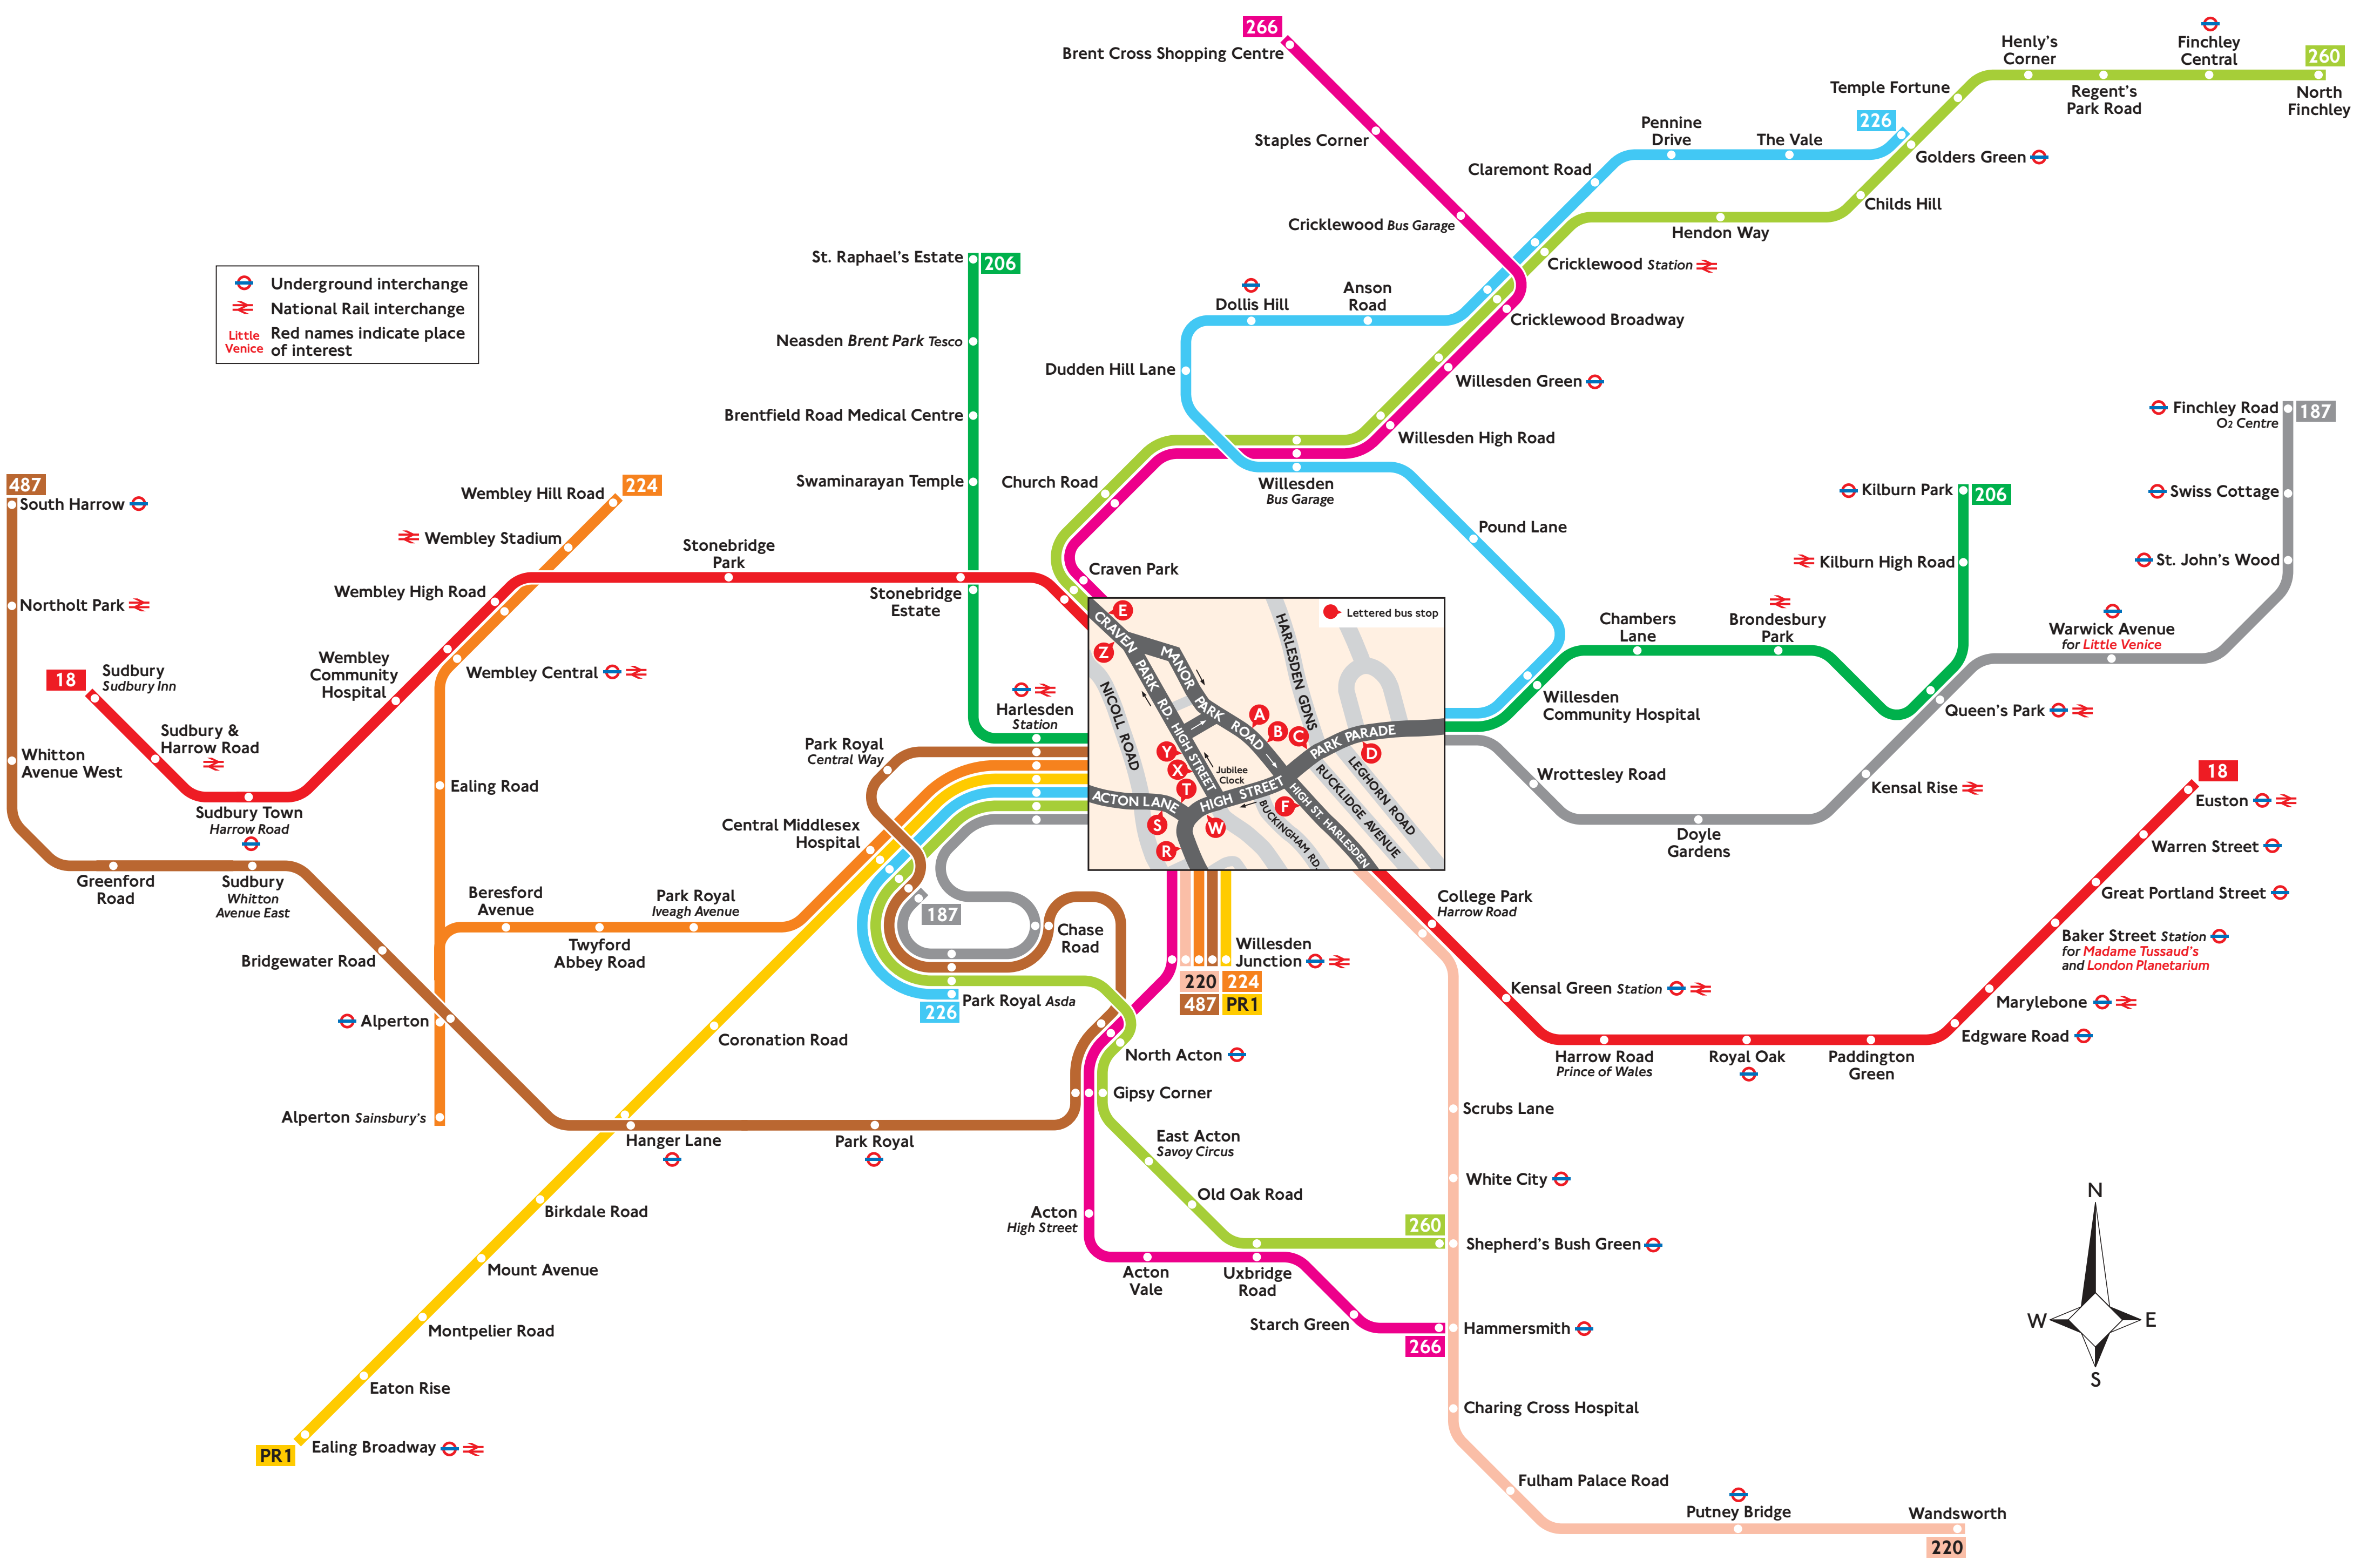 266
Brent Cross Shopping Centre
Staples Corner
Cricklewood Bus Garage
Henly's
Corner
Finchley
Central
260
Temple Fortune
Regent's
Park Road
North
Finchley
226
Pennine
Drive
The Vale
Claremont Road
Golders Green
Childs Hill
Hendon Way
Cricklewood Station
Cricklewood Broadway
Dollis Hill
Anson
Road
Dudden Hill Lane
Willesden Green
Willesden High Road
Church Road
Willesden
Bus Garage
Craven Park
Pound Lane
Underground interchange
National Rail interchange
Little
Venice
Red names indicate place
of interest
St. Raphael's Estate
206
Neasden Brent Park Tesco
Brentfield Road Medical Centre
Swaminarayan Temple
Stonebridge
Park
Stonebridge
Estate
Harlesden
Station
487
South Harrow
Northolt Park
Whitton
Avenue West
Greenford
Road
Sudbury
Whitton
Avenue East
Bridgewater Road
18
Sudbury
Sudbury Inn
Sudbury &
Harrow Road
Sudbury Town
Harrow Road
Wembley
Community
Hospital
Wembley High Road
Wembley Stadium
Wembley Hill Road
224
Wembley Central
Ealing Road
Beresford
Avenue
Twyford
Abbey Road
Park Royal
Iveagh Avenue
Alperton
Alperton Sainsbury's
Park Royal
Central Way
Central Middlesex
Hospital
187
Chase
Road
226
Park Royal Asda
Coronation Road
Hanger Lane
Park Royal
Birkdale Road
Mount Avenue
Montpelier Road
Eaton Rise
PR1
Ealing Broadway
Lettered bus stop
E
Z
A
B
C
D
Y
X
T
S
W
R
F
CRAVEN PARK RD.
MANOR PARK ROAD
HARLESDEN GDNS
NICOLL ROAD
HIGH STREET
PARK PARADE
Jubilee
Clock
ACTON LANE
HIGH STREET
HIGH ST. HARLESDEN
BUCKINGHAM RD
RUCKLIDGE AVENUE
LEGHORN ROAD
Willesden
Junction
220
224
487
PR1
North Acton
Gipsy Corner
East Acton
Savoy Circus
Old Oak Road
Acton
High Street
Acton
Vale
Uxbridge
Road
Starch Green
260
Shepherd's Bush Green
266
Hammersmith
Scrubs Lane
White City
Charing Cross Hospital
Fulham Palace Road
Putney Bridge
Wandsworth
220
College Park
Harrow Road
Kensal Green Station
Harrow Road
Prince of Wales
Royal Oak
Paddington
Green
Edgware Road
Marylebone
Baker Street Station
for Madame Tussaud's
and London Planetarium
Great Portland Street
Warren Street
Euston
18
Willesden
Community Hospital
Chambers
Lane
Brondesbury
Park
Kilburn Park
206
Kilburn High Road
Queen's Park
Kensal Rise
Wrottesley Road
Doyle
Gardens
Warwick Avenue
for Little Venice
St. John's Wood
Swiss Cottage
Finchley Road
O2 Centre
187
N
W
E
S